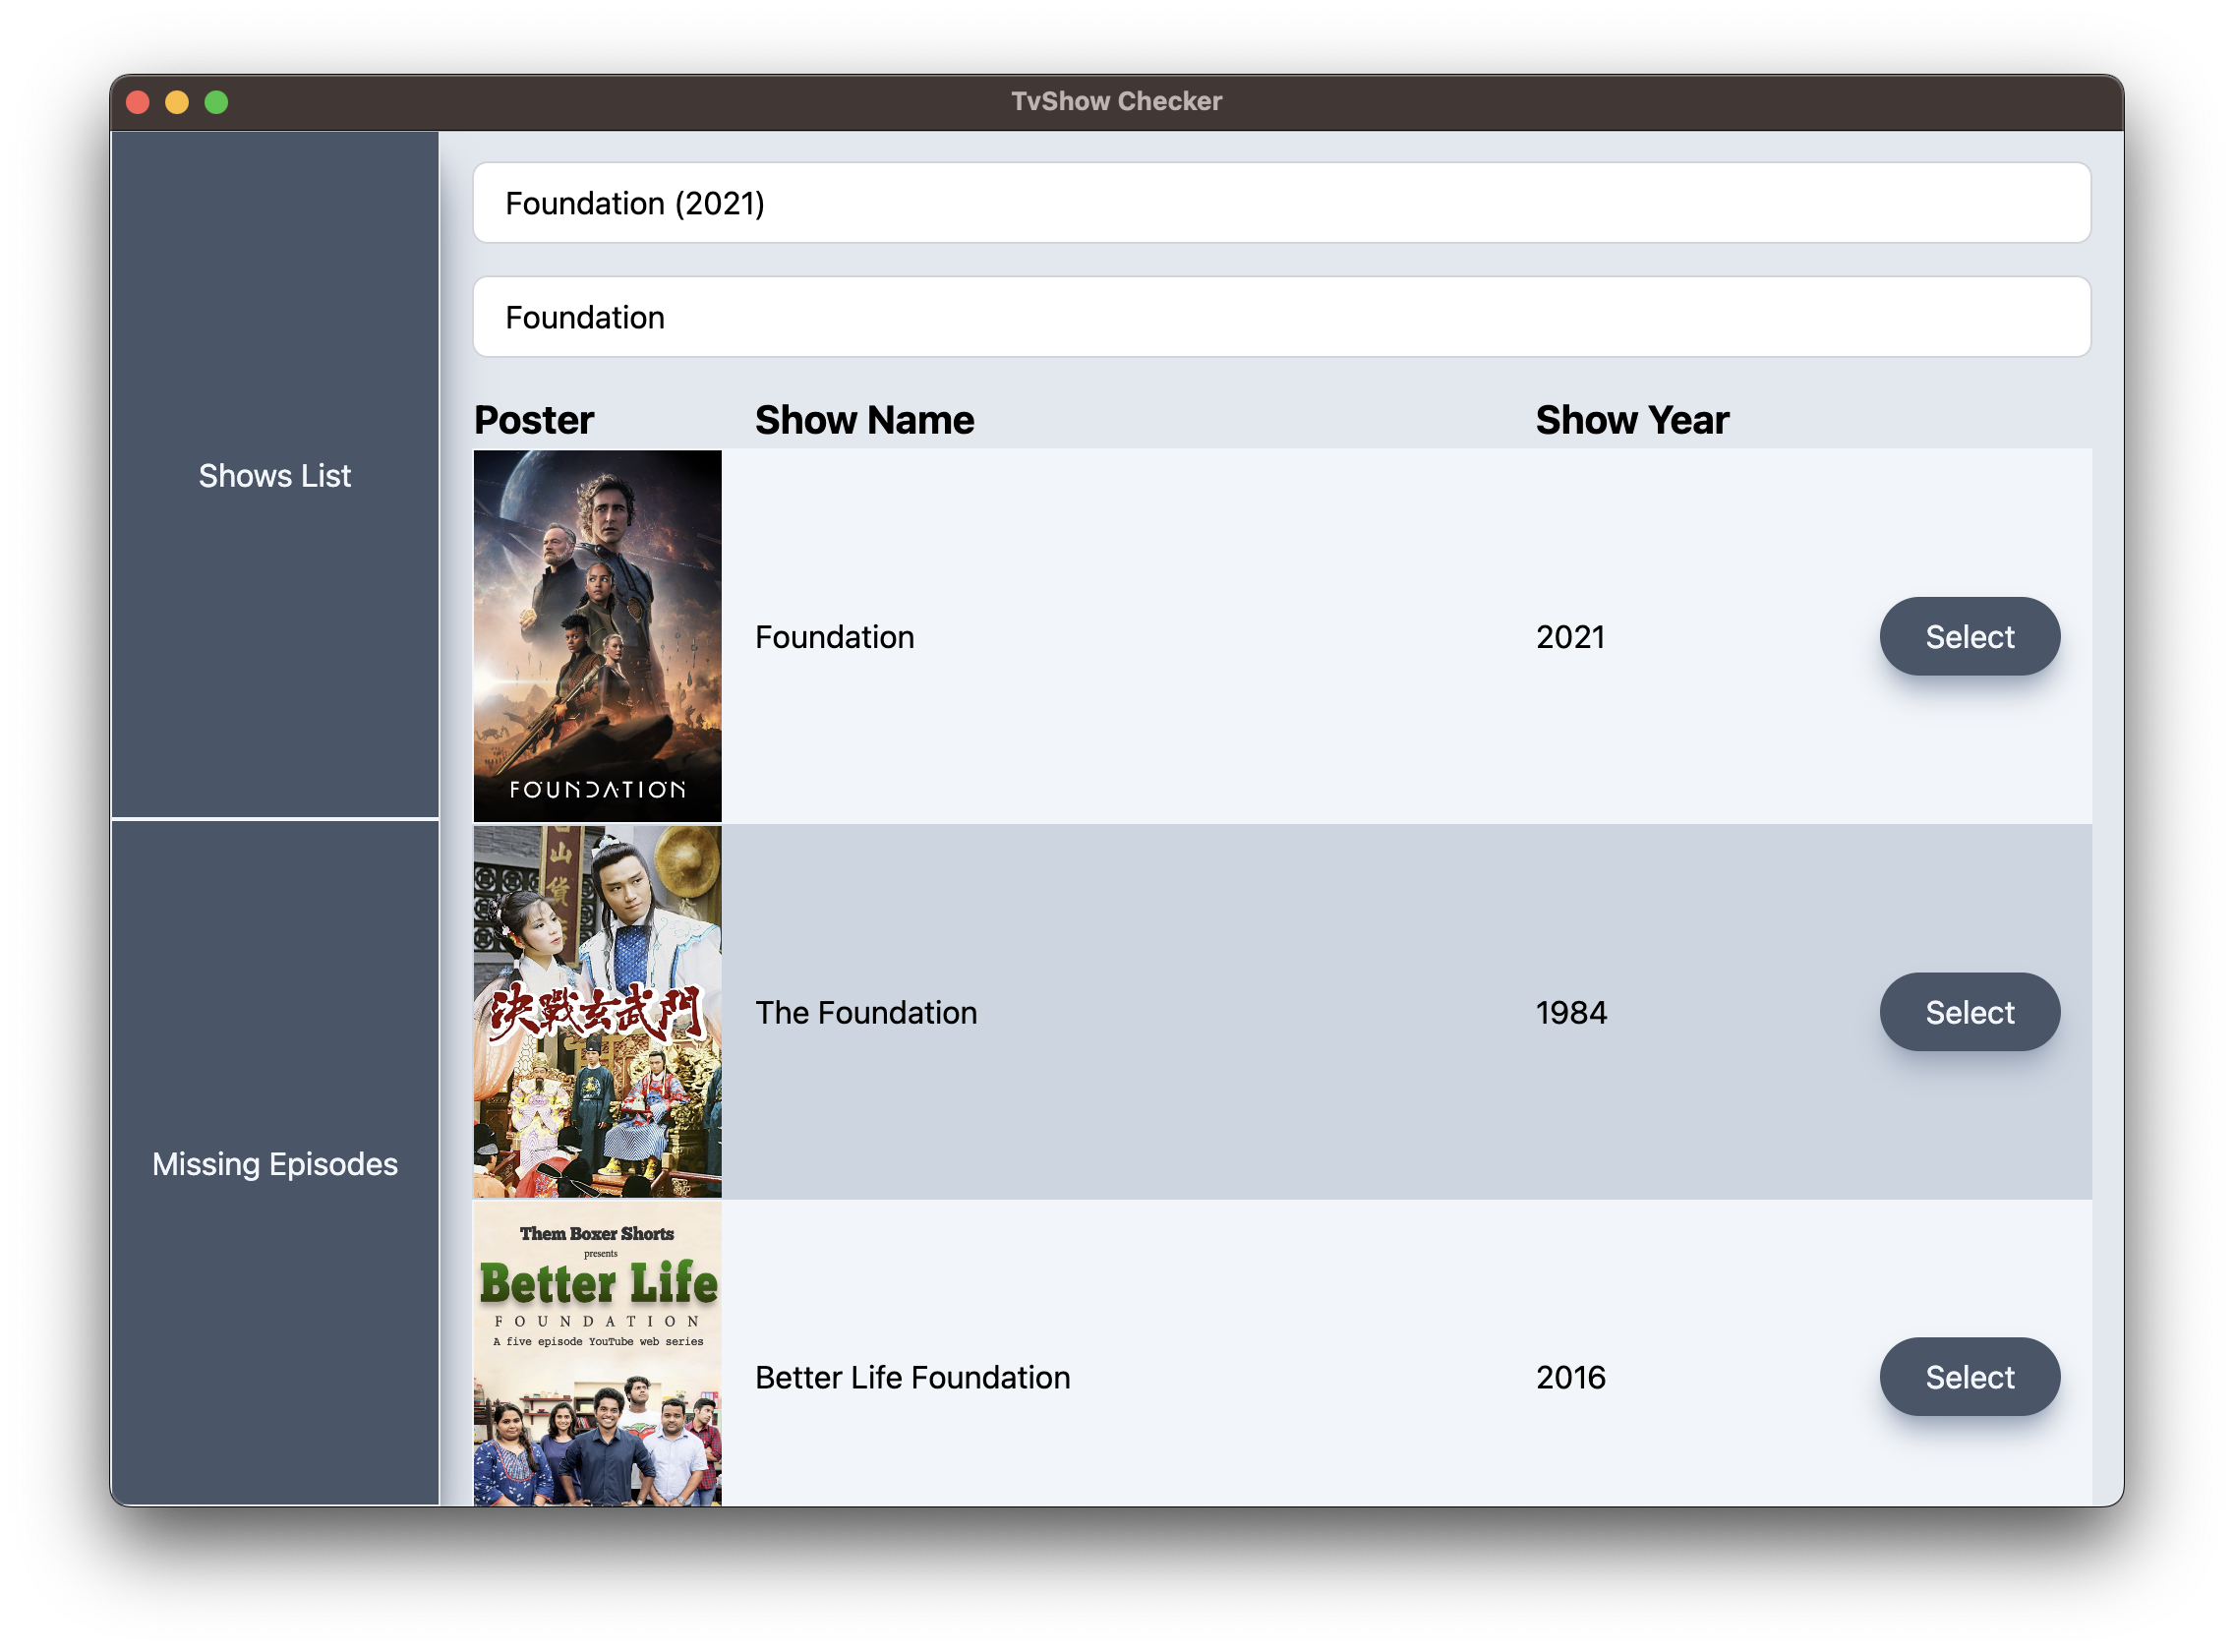 TvShow Checker
Shows List
Missing Episodes
Foundation (2021)
Foundation
Poster Show Name Show Year
FOUNDATION
Foundation 2021 Select
山貨
決戰玄武門
The Foundation 1984 Select
Them Boxer Shorts
presents
Better Life
FOUNDATION
A five episode YouTube web series
Better Life Foundation 2016 Select